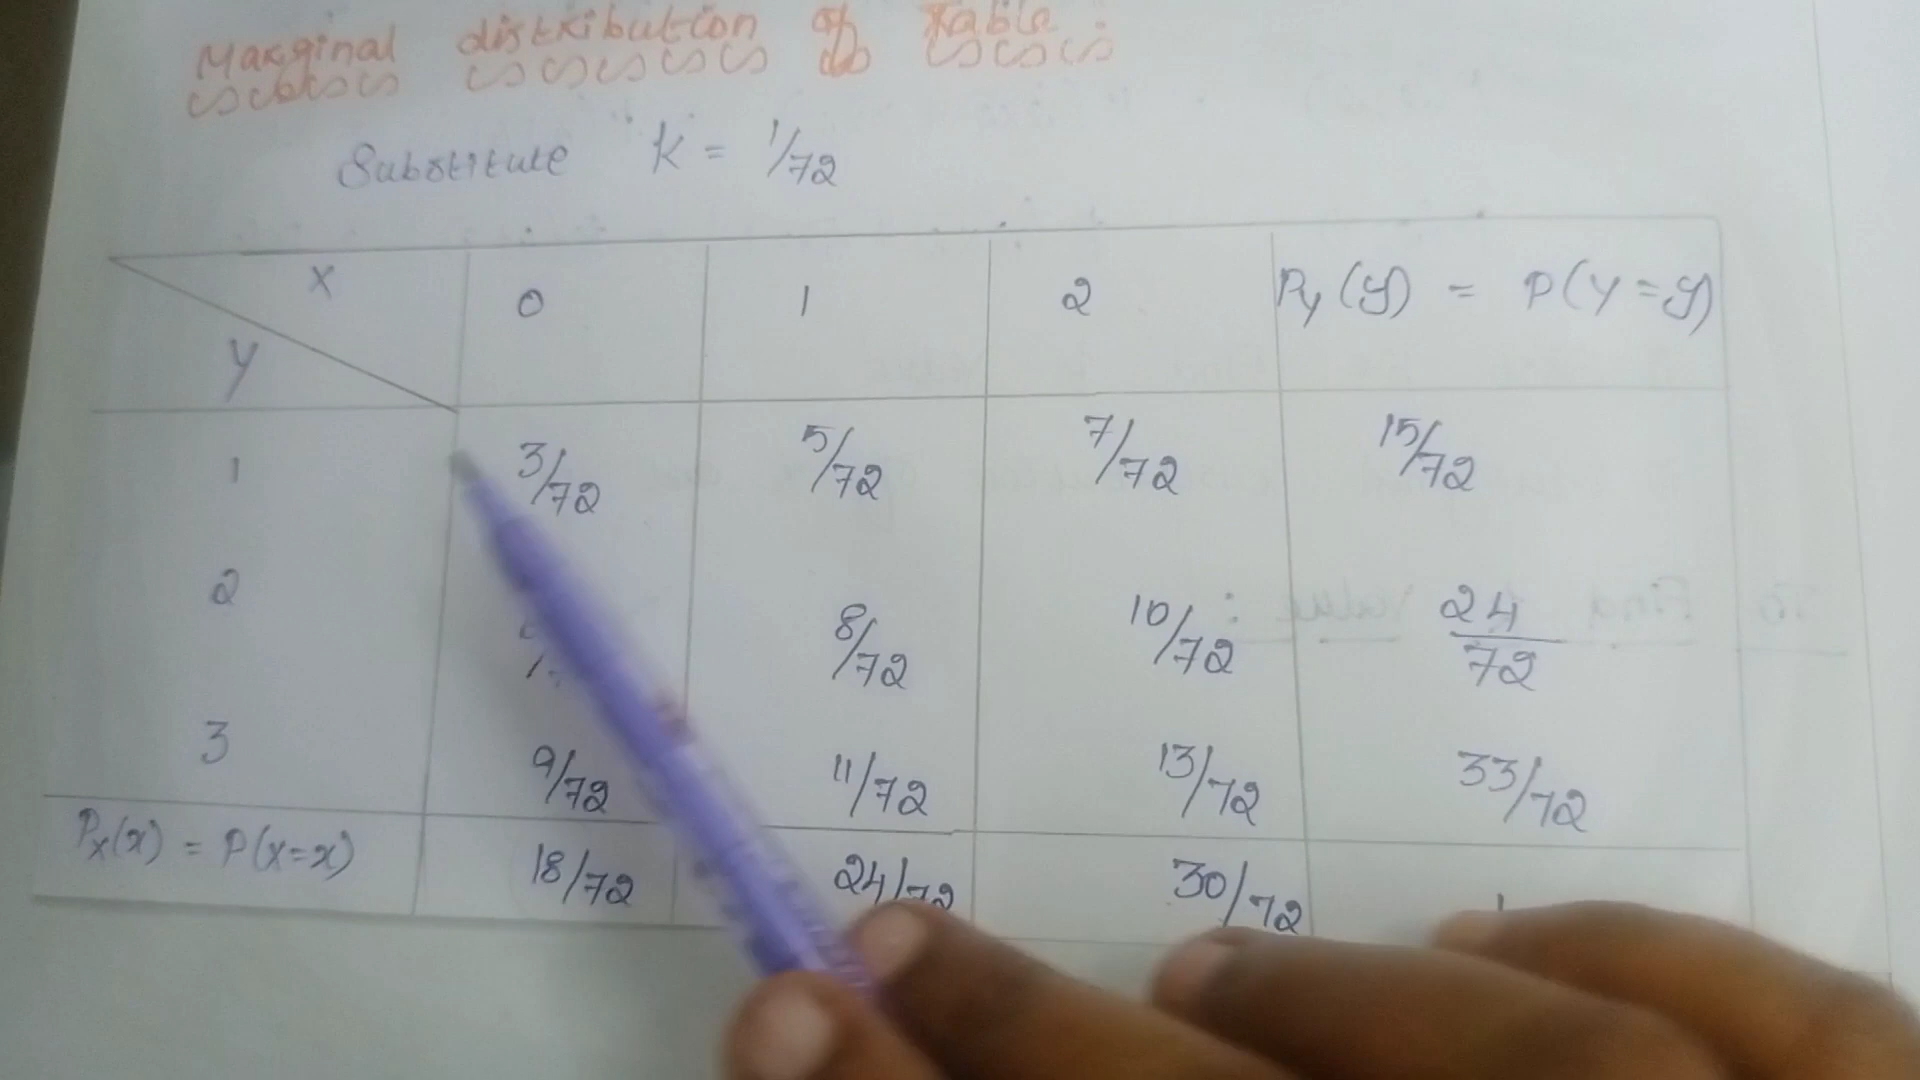 Marginal distribution of Table :
Substitute K = 1/72
X 0 1 2 Py(y) = P(Y=y)
Y
1 3/72 5/72 7/72 15/72
2 8/72 10/72 24/72
3 9/72 11/72 13/72 33/72
Px(x) = P(X=x) 18/72 24/72 30/72